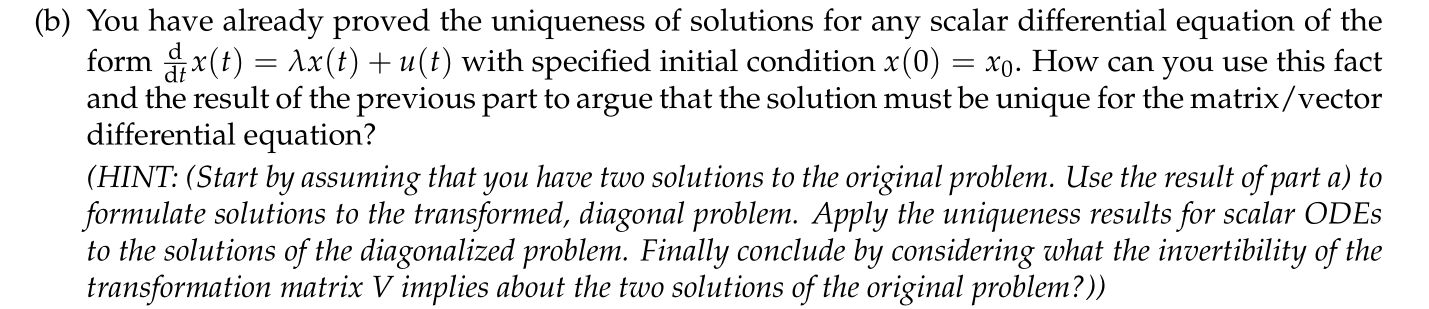 (b) You have already proved the uniqueness of solutions for any scalar differential equation of the
form $\frac{d}{dt}x(t) = \lambda x(t) + u(t)$ with specified initial condition $x(0) = x_0$. How can you use this fact
and the result of the previous part to argue that the solution must be unique for the matrix/vector
differential equation?
(HINT: (Start by assuming that you have two solutions to the original problem. Use the result of part a) to
formulate solutions to the transformed, diagonal problem. Apply the uniqueness results for scalar ODEs
to the solutions of the diagonalized problem. Finally conclude by considering what the invertibility of the
transformation matrix V implies about the two solutions of the original problem?))